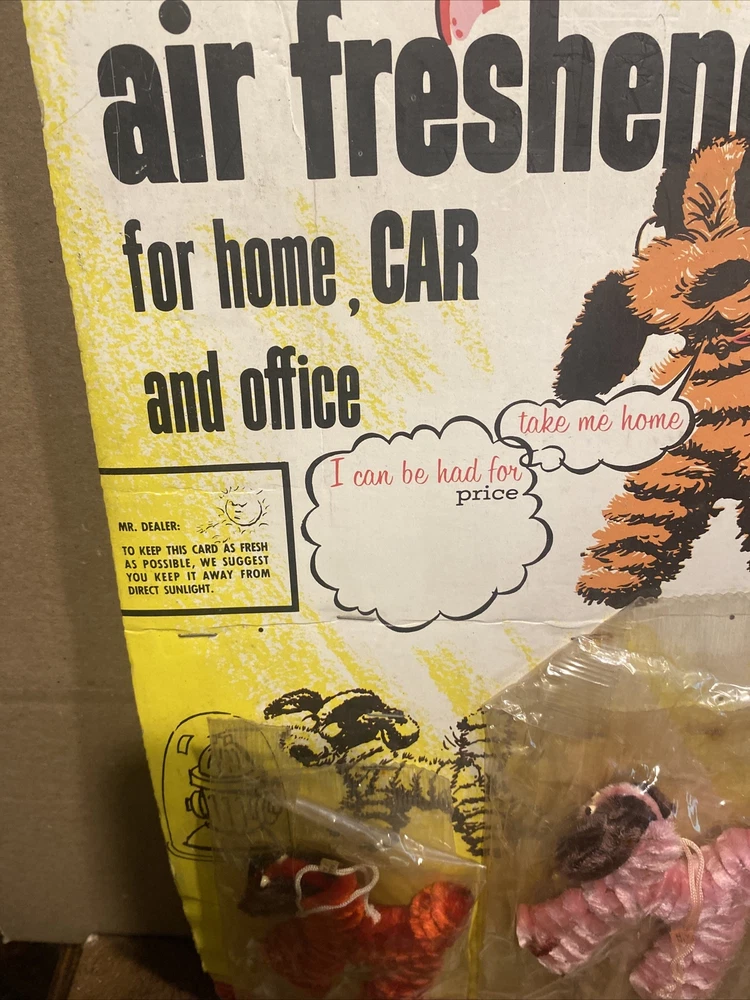 air freshen
for home, CAR
and office
take me home
I can be had for
price
MR. DEALER:
TO KEEP THIS CARD AS FRESH
AS POSSIBLE, WE SUGGEST
YOU KEEP IT AWAY FROM
DIRECT SUNLIGHT.